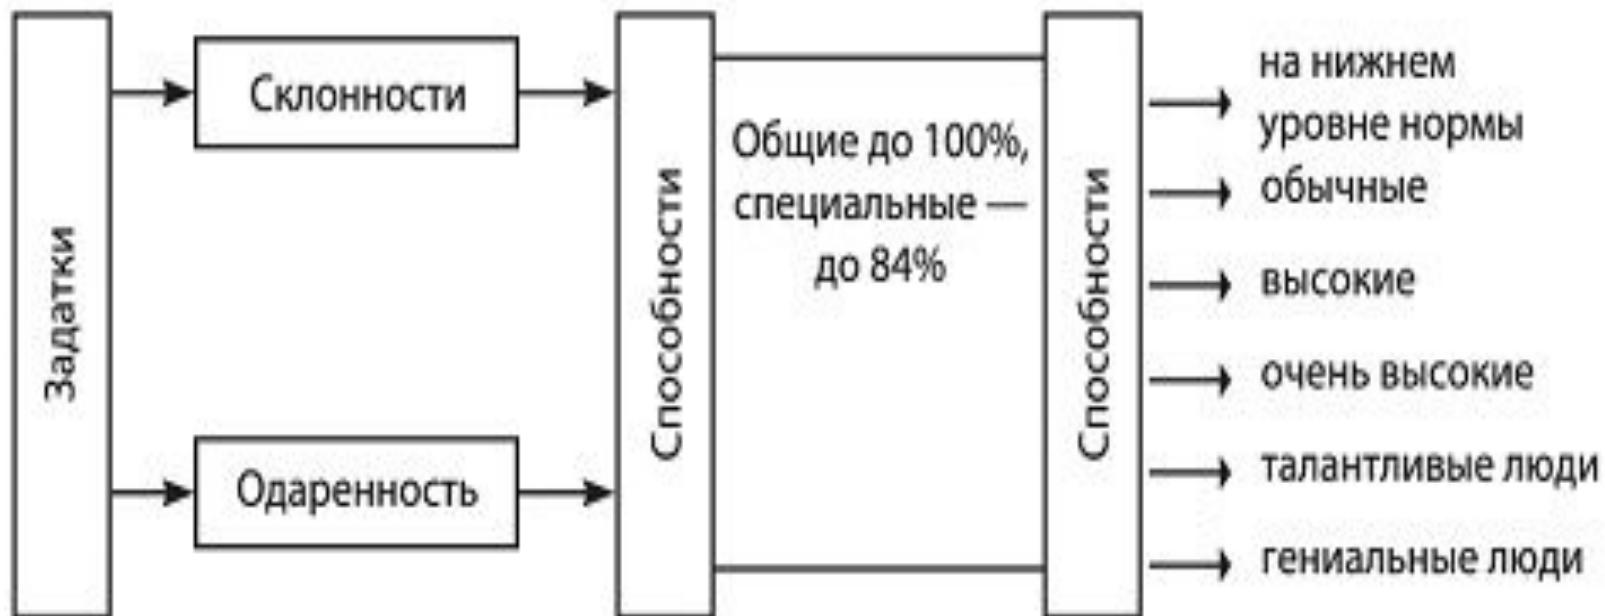 Задатки
Склонности
Одаренность
Способности
Общие до 100%,
специальные —
до 84%
Способности
на нижнем
уровне нормы
обычные
высокие
очень высокие
талантливые люди
гениальные люди